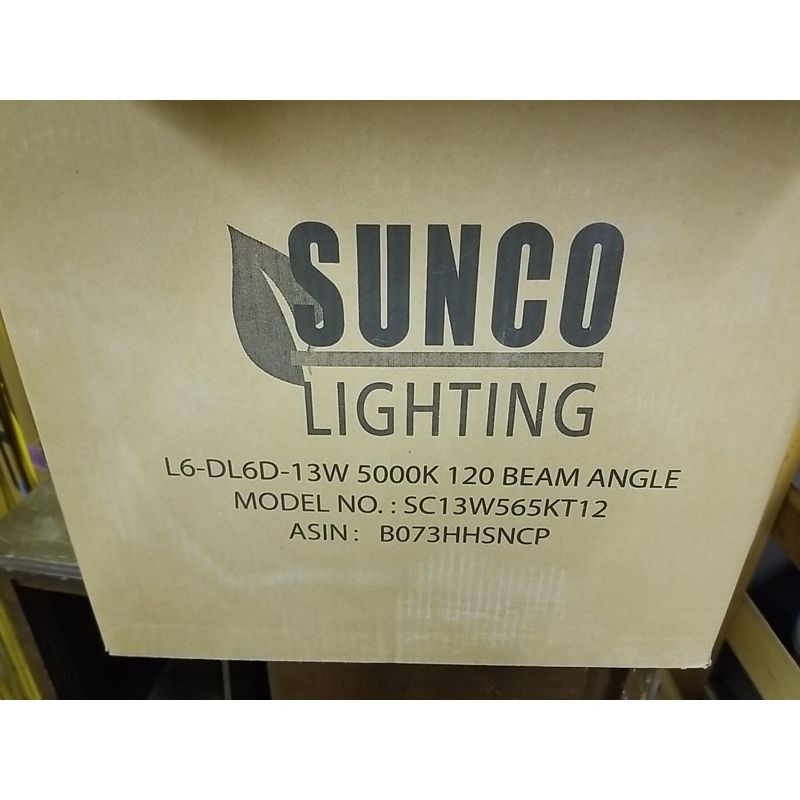 SUNCO
LIGHTING
L6-DL6D-13W 5000K 120 BEAM ANGLE
MODEL NO. : SC13W565KT12
ASIN : B073HHSNCP